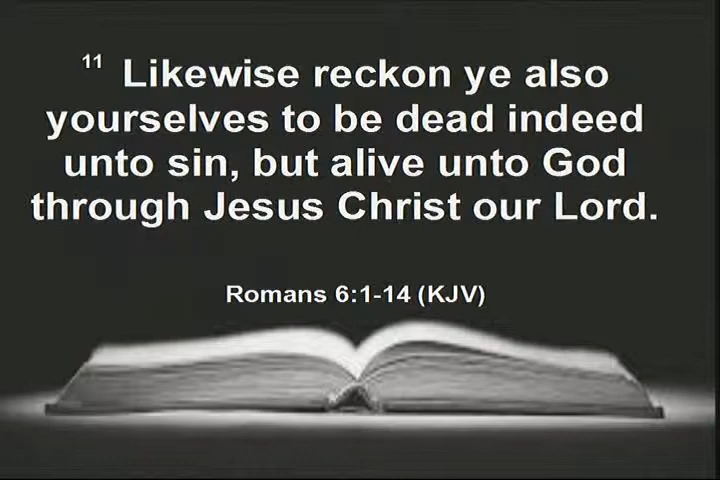 11 Likewise reckon ye also
yourselves to be dead indeed
unto sin, but alive unto God
through Jesus Christ our Lord.
Romans 6:1-14 (KJV)